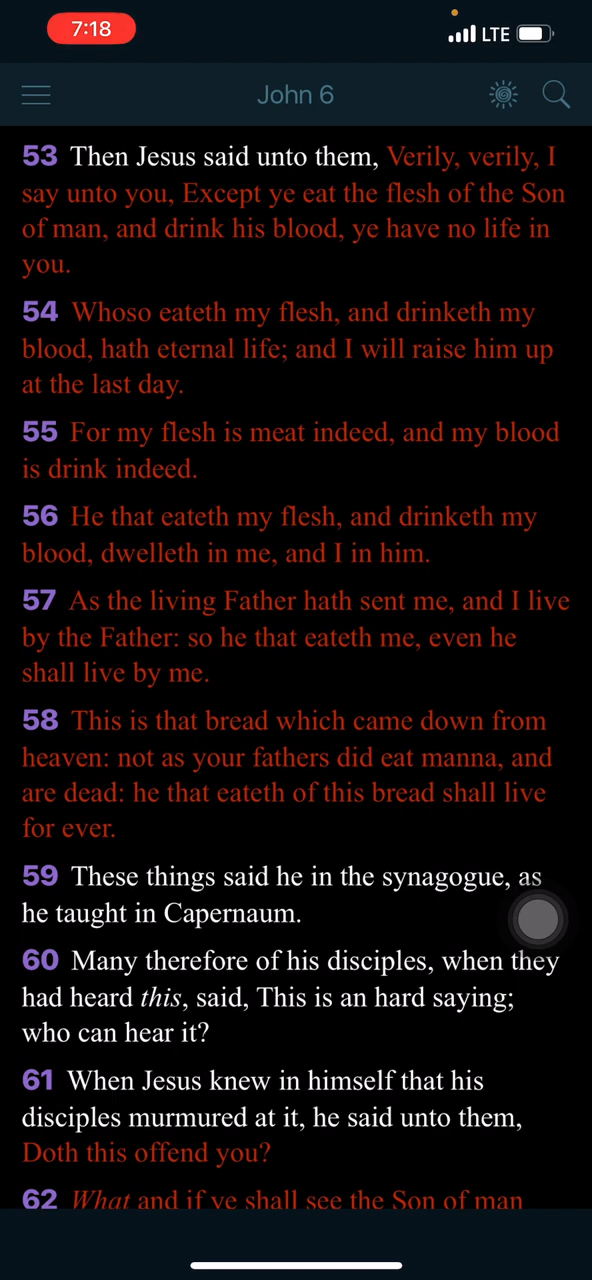 7:18
LTE
John 6
53 Then Jesus said unto them, Verily, verily, I
say unto you, Except ye eat the flesh of the Son
of man, and drink his blood, ye have no life in
you.
54 Whoso eateth my flesh, and drinketh my
blood, hath eternal life; and I will raise him up
at the last day.
55 For my flesh is meat indeed, and my blood
is drink indeed.
56 He that eateth my flesh, and drinketh my
blood, dwelleth in me, and I in him.
57 As the living Father hath sent me, and I live
by the Father: so he that eateth me, even he
shall live by me.
58 This is that bread which came down from
heaven: not as your fathers did eat manna, and
are dead: he that eateth of this bread shall live
for ever.
59 These things said he in the synagogue, as
he taught in Capernaum.
60 Many therefore of his disciples, when they
had heard this, said, This is an hard saying;
who can hear it?
61 When Jesus knew in himself that his
disciples murmured at it, he said unto them,
Doth this offend you?
62 What and if ye shall see the Son of man